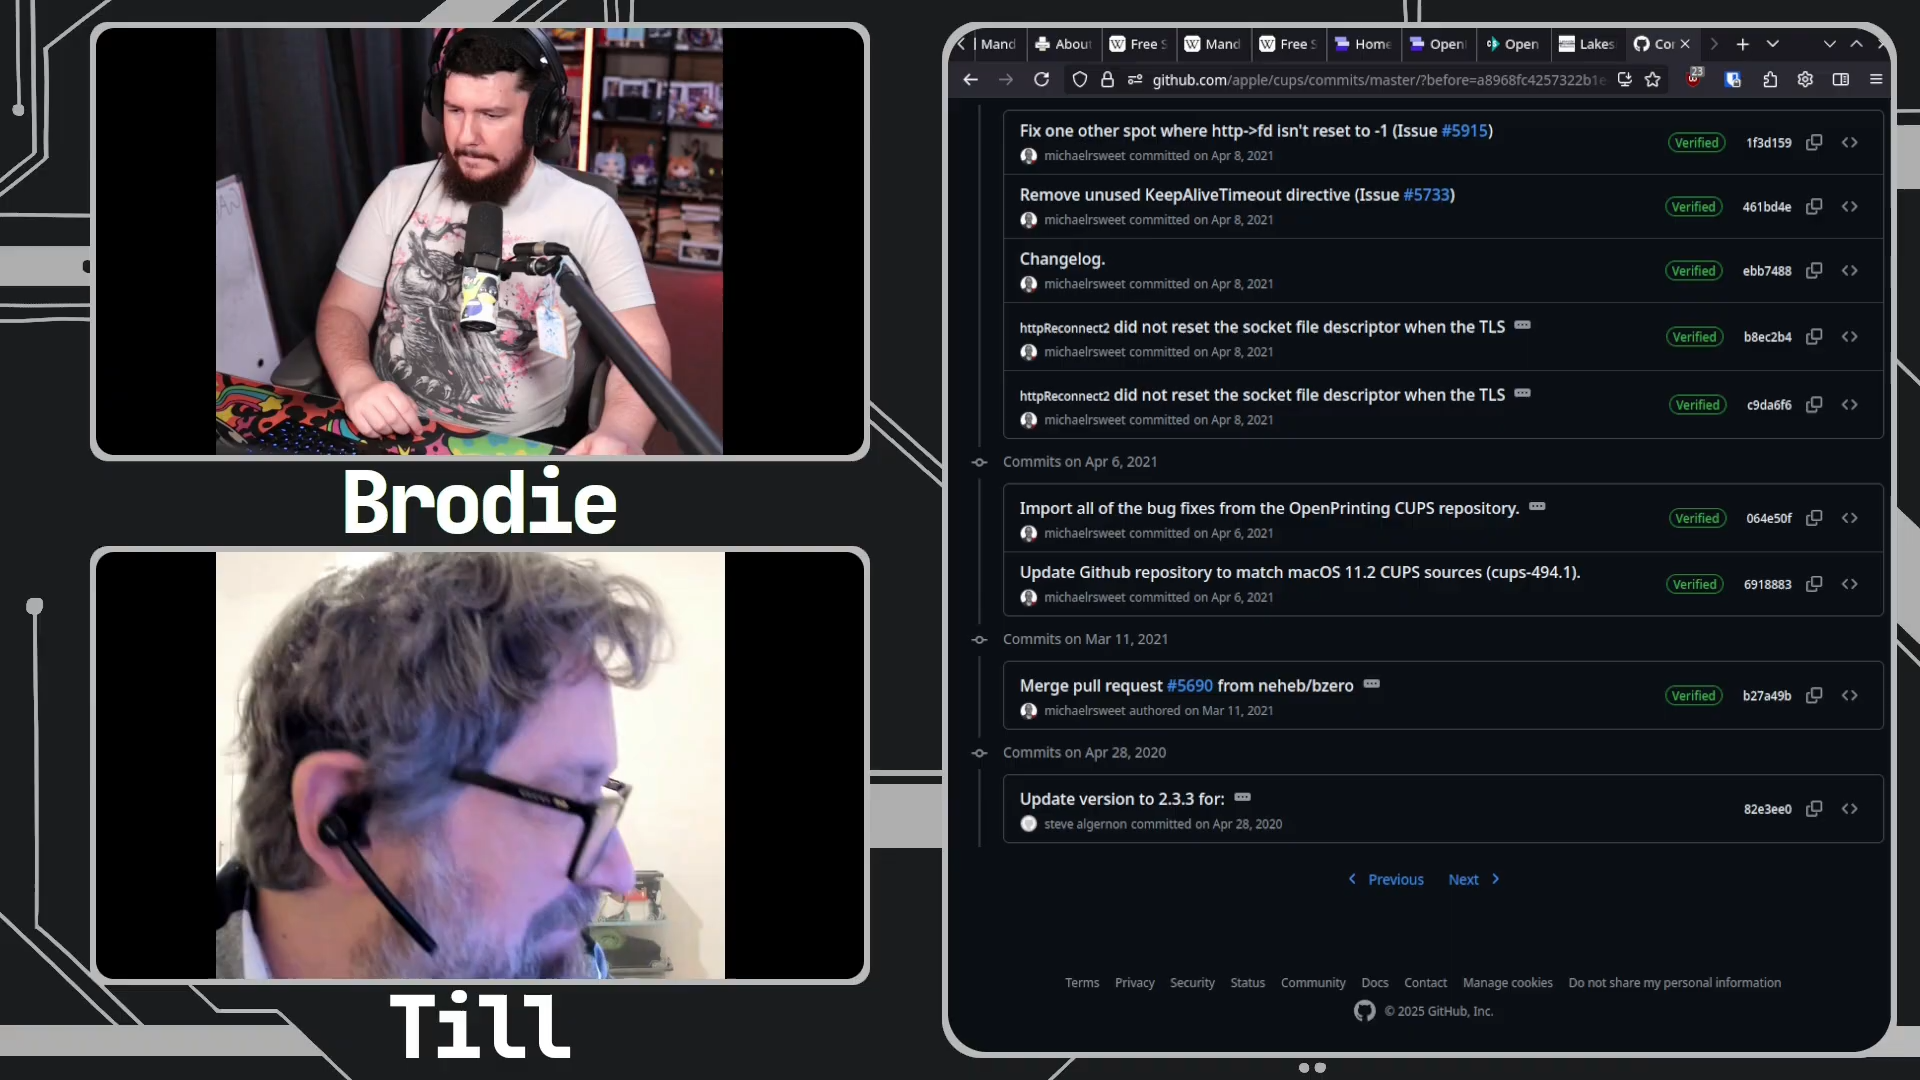 Brodie
Till
Mand
Abou
Free S
Mand
Free S
Home
Open
Open
Lakes
Cor
github.com/apple/cups/commits/master/?before=a8968fc4257322b1e
23
Fix one other spot where http->fd isn't reset to -1 (Issue #5915)
michaelrsweet committed on Apr 8, 2021
Verified
1f3d159
Remove unused KeepAliveTimeout directive (Issue #5733)
michaelrsweet committed on Apr 8, 2021
Verified
461bd4e
Changelog.
michaelrsweet committed on Apr 8, 2021
Verified
ebb7488
httpReconnect2 did not reset the socket file descriptor when the TLS
michaelrsweet committed on Apr 8, 2021
Verified
b8ec2b4
httpReconnect2 did not reset the socket file descriptor when the TLS
michaelrsweet committed on Apr 8, 2021
Verified
c9da6f6
Commits on Apr 6, 2021
Import all of the bug fixes from the OpenPrinting CUPS repository.
michaelrsweet committed on Apr 6, 2021
Verified
064e50f
Update Github repository to match macOS 11.2 CUPS sources (cups-494.1).
michaelrsweet committed on Apr 6, 2021
Verified
6918883
Commits on Mar 11, 2021
Merge pull request #5690 from neheb/bzero
michaelrsweet authored on Mar 11, 2021
Verified
b27a49b
Commits on Apr 28, 2020
Update version to 2.3.3 for:
steve algernon committed on Apr 28, 2020
82e3ee0
Previous Next
Terms Privacy Security Status Community Docs Contact Manage cookies Do not share my personal information
© 2025 GitHub, Inc.